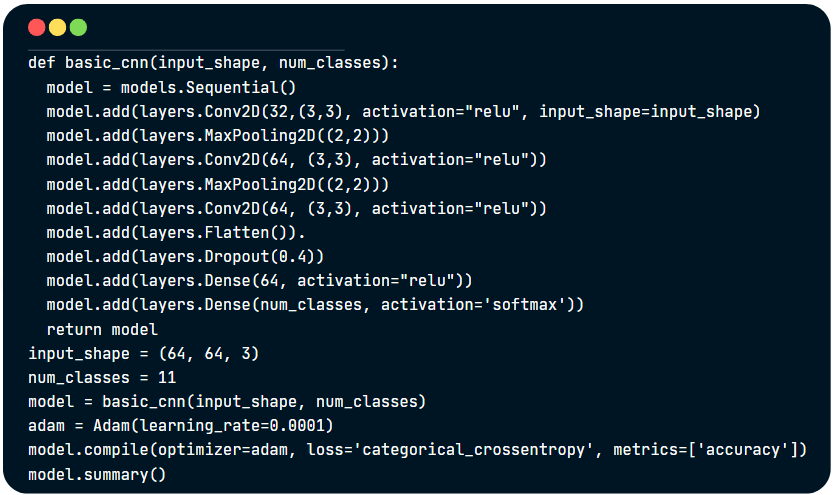 def basic_cnn(input_shape, num_classes):
  model = models.Sequential()
  model.add(layers.Conv2D(32,(3,3), activation="relu", input_shape=input_shape)
  model.add(layers.MaxPooling2D((2,2)))
  model.add(layers.Conv2D(64, (3,3), activation="relu"))
  model.add(layers.MaxPooling2D((2,2)))
  model.add(layers.Conv2D(64, (3,3), activation="relu"))
  model.add(layers.Flatten()).
  model.add(layers.Dropout(0.4))
  model.add(layers.Dense(64, activation="relu"))
  model.add(layers.Dense(num_classes, activation='softmax'))
  return model
input_shape = (64, 64, 3)
num_classes = 11
model = basic_cnn(input_shape, num_classes)
adam = Adam(learning_rate=0.0001)
model.compile(optimizer=adam, loss='categorical_crossentropy', metrics=['accuracy'])
model.summary()